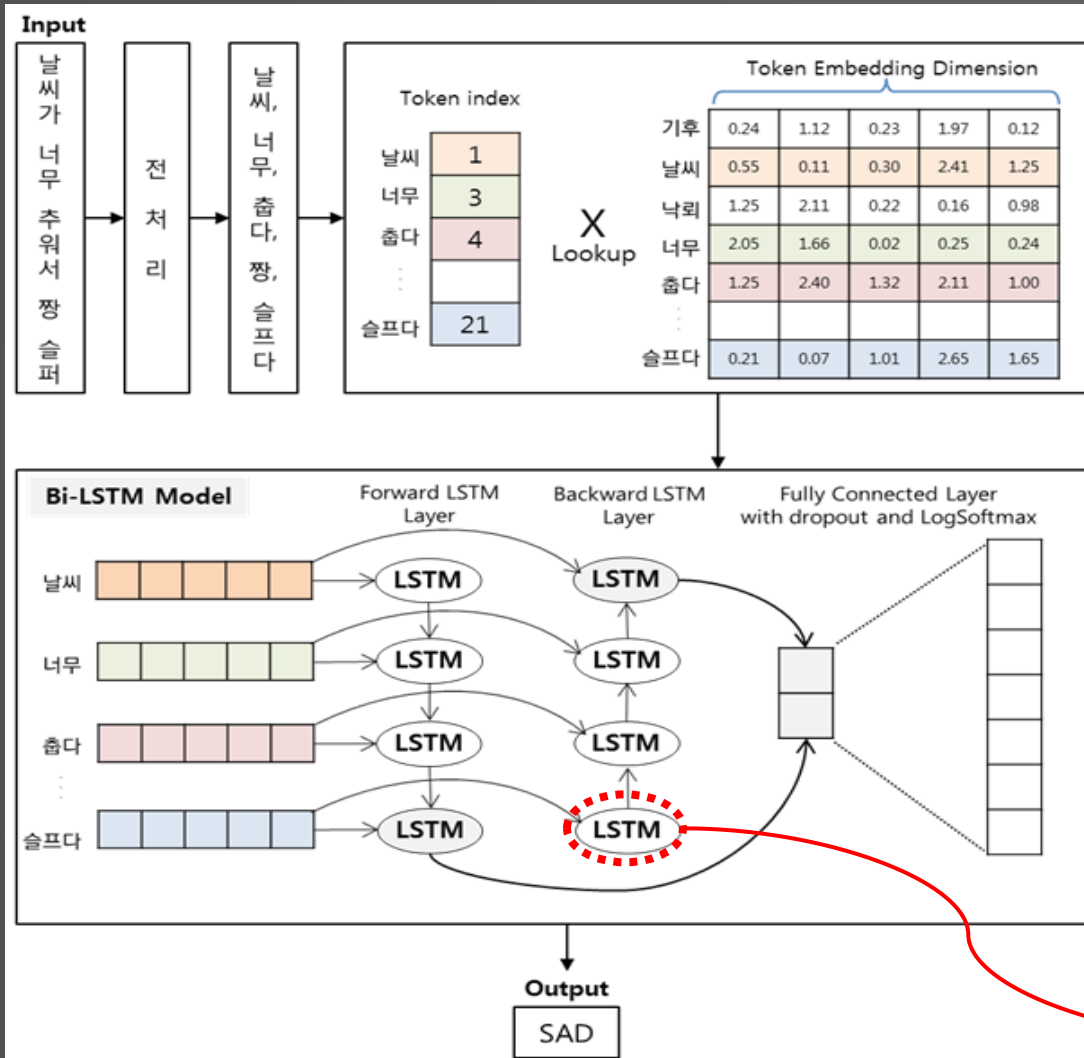 Input
날씨가 너무 추워서 짱 슬퍼
전처리
날씨, 너무, 춥다, 짱, 슬프다
Token index
날씨 1
너무 3
춥다 4
슬프다 21
X
Lookup
Token Embedding Dimension
기후 0.24 1.12 0.23 1.97 0.12
날씨 0.55 0.11 0.30 2.41 1.25
낙뢰 1.25 2.11 0.22 0.16 0.98
너무 2.05 1.66 0.02 0.25 0.24
춥다 1.25 2.40 1.32 2.11 1.00
슬프다 0.21 0.07 1.01 2.65 1.65
Bi-LSTM Model
Forward LSTM
Layer
Backward LSTM
Layer
Fully Connected Layer
with dropout and LogSoftmax
날씨 LSTM LSTM
너무 LSTM LSTM
춥다 LSTM LSTM
슬프다 LSTM LSTM
Output
SAD